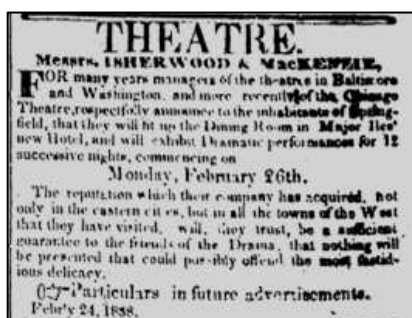 THEATRE.
Messrs. ISHERWOOD & MacKENZIE,
FOR many years managers of the theatres in Baltimore
and Washington, and more recently of the Chicago
Theatre, respectfully announce to the inhabitants of Spring-
field, that they will fit up the Dining Room in Major Iles'
new Hotel, and will exhibit Dramatic performances for 12
successive nights, commencing on
Monday, February 26th.
The reputation which their company has acquired, not
only in the eastern cities, but in all the towns of the West
that they have visited, will, they trust, be a sufficient
guarantee to the friends of the Drama, that nothing will
be presented that could possibly offend the most fastid-
ious delicacy.
Particulars in future advertisements.
Feb'ry 24, 1838.